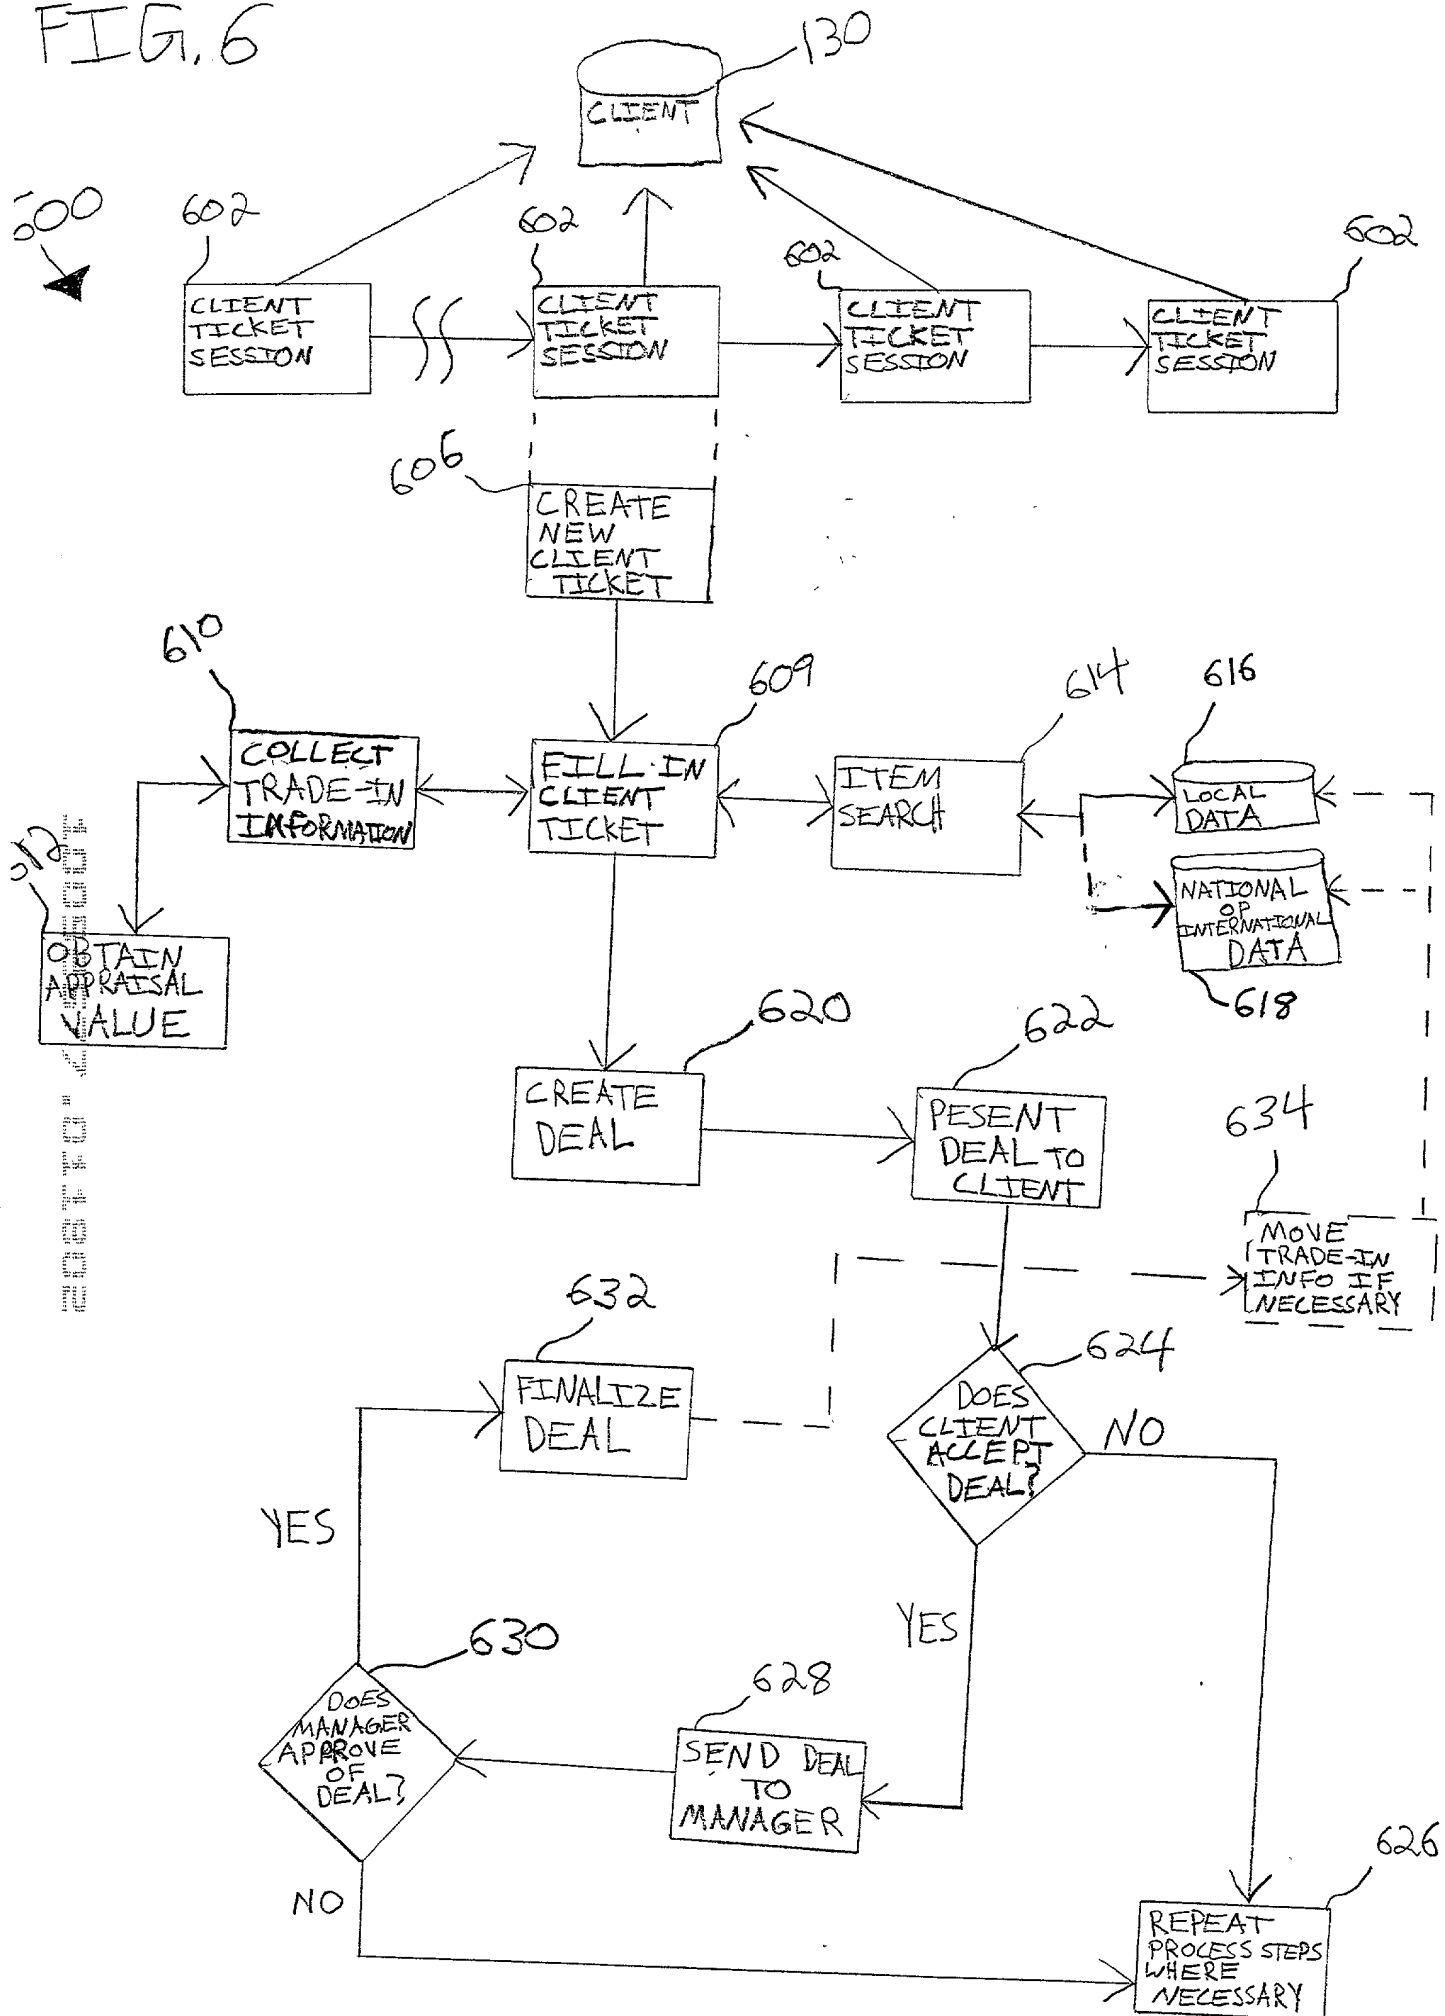 FIG. 6
130
CLIENT
600
602
602
602
602
CLIENT
TICKET
SESSION
CLIENT
TICKET
SESSION
CLIENT
TICKET
SESSION
CLIENT
TICKET
SESSION
606
CREATE
NEW
CLIENT
TICKET
610
609
614
616
COLLECT
TRADE-IN
INFORMATION
FILL-IN
CLIENT
TICKET
ITEM
SEARCH
LOCAL
DATA
NATIONAL
OR
INTERNATIONAL
DATA
618
612
OBTAIN
APPRAISAL
VALUE
620
CREATE
DEAL
622
PESENT
DEAL TO
CLIENT
634
MOVE
TRADE-IN
INFO IF
NECESSARY
632
FINALIZE
DEAL
624
DOES
CLIENT
ACCEPT
DEAL?
NO
YES
YES
630
DOES
MANAGER
APPROVE
OF
DEAL?
628
SEND DEAL
TO
MANAGER
NO
626
REPEAT
PROCESS STEPS
WHERE
NECESSARY